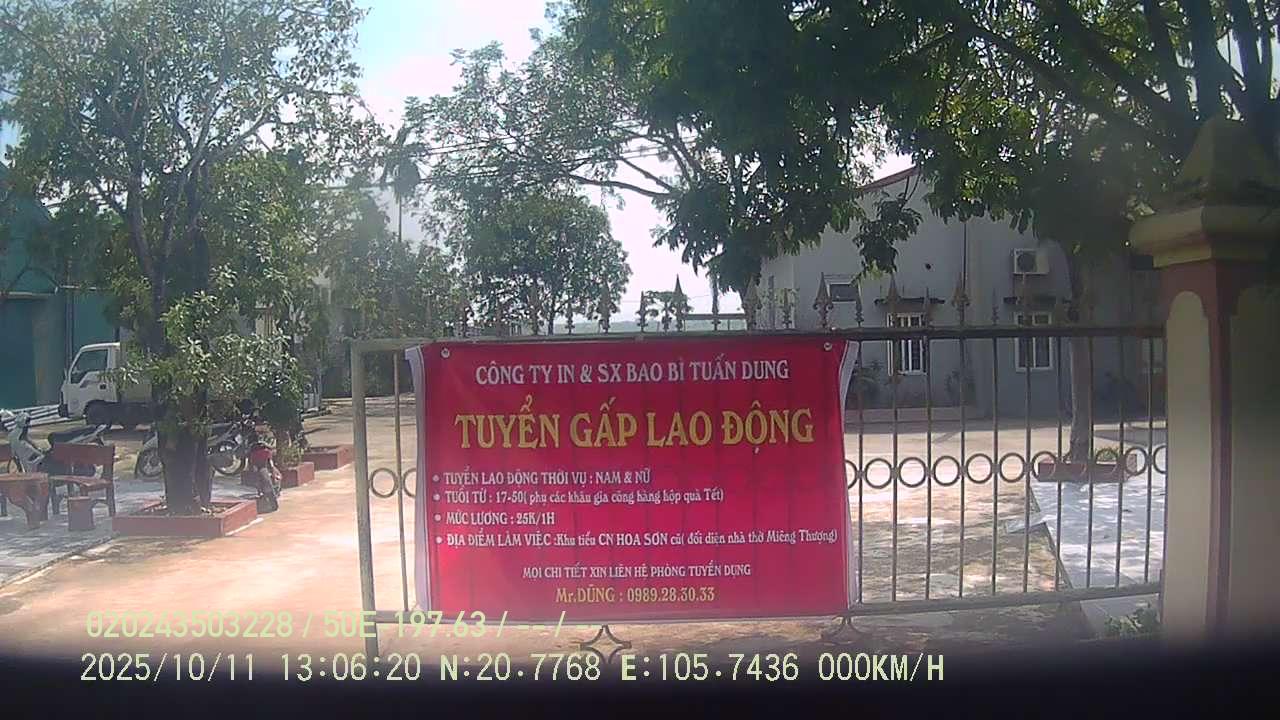 CÔNG TY IN & SX BAO BÌ TUẤN DUNG
TUYỂN GẤP LAO ĐỘNG
• TUYỂN LAO ĐỘNG THỜI VỤ : NAM & NỮ
• TUỔI TỪ : 17-50( phụ các khâu gia công hàng hộp quà Tết)
• MỨC LƯƠNG : 25K/1H
• ĐỊA ĐIỂM LÀM VIỆC :Khu tiểu CN HOA SƠN cũ( đối diện nhà thờ Miêng Thượng)
MỌI CHI TIẾT XIN LIÊN HỆ PHÒNG TUYỂN DỤNG
Mr.DŨNG : 0989.28.30.33
020243503228 / 50E-197.63 / -- / --
2025/10/11 13:06:20 N:20.7768 E:105.7436 000KM/H